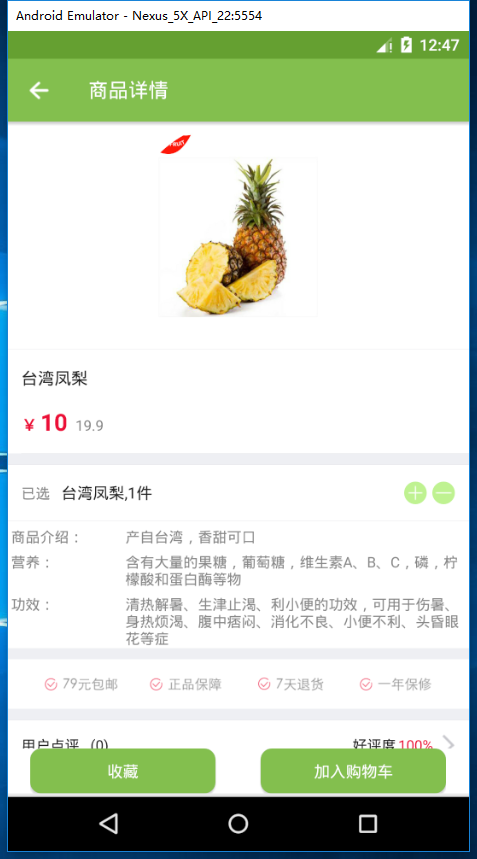 Android Emulator - Nexus_5X_API_22:5554
12:47
商品详情
FRUIT
台湾凤梨
¥ 10 19.9
已选 台湾凤梨,1件
商品介绍： 产自台湾，香甜可口
营养： 含有大量的果糖，葡萄糖，维生素A、B、C，磷，柠
檬酸和蛋白酶等物
功效： 清热解暑、生津止渴、利小便的功效，可用于伤暑、
身热烦渴、腹中痞闷、消化不良、小便不利、头昏眼
花等症
79元包邮 正品保障 7天退货 一年保修
用户点评 (0) 好评度 100%
收藏 加入购物车